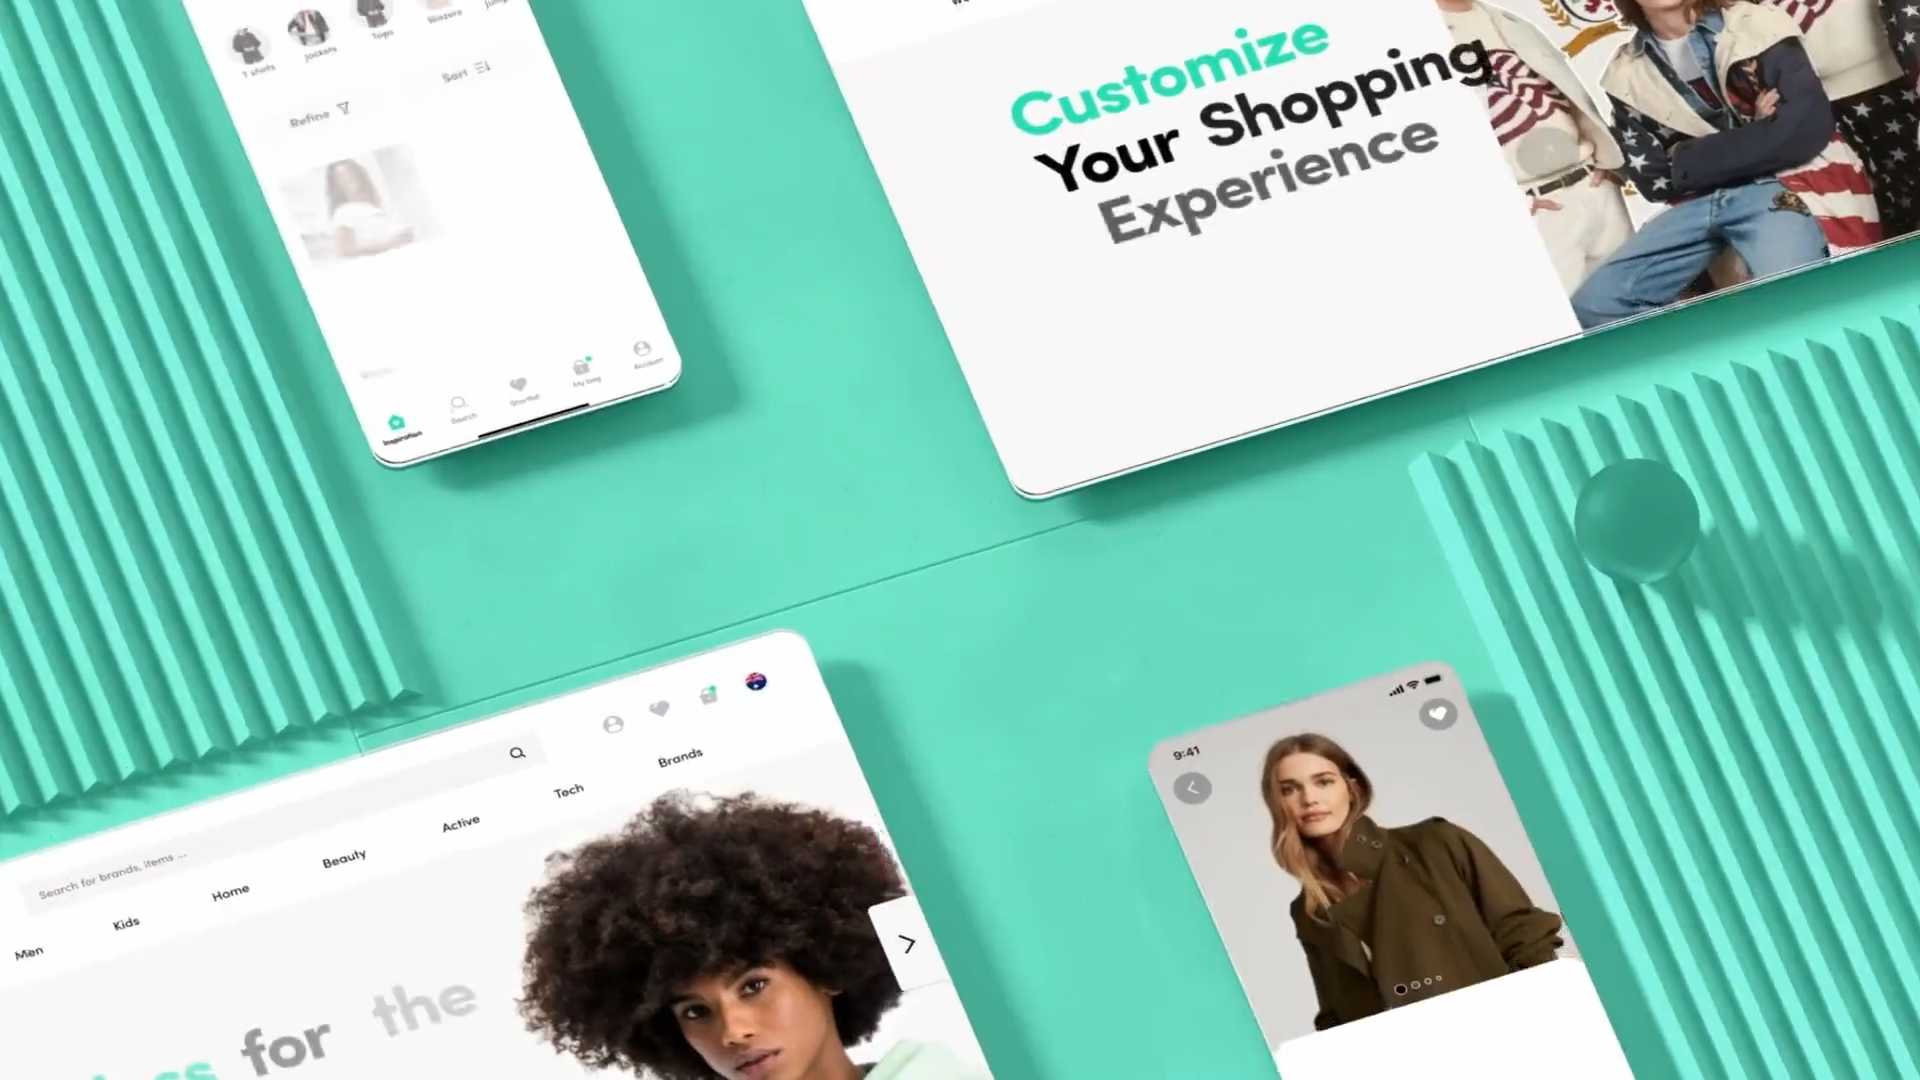 T shirts
Jackets
Tops
Blazers
Sort
Refine
Inspiration
Search
Shortlist
My bag
Account
Customize
Your Shopping
Experience
Search for brands, items ...
Men
Kids
Home
Beauty
Active
Tech
Brands
for the
9:41